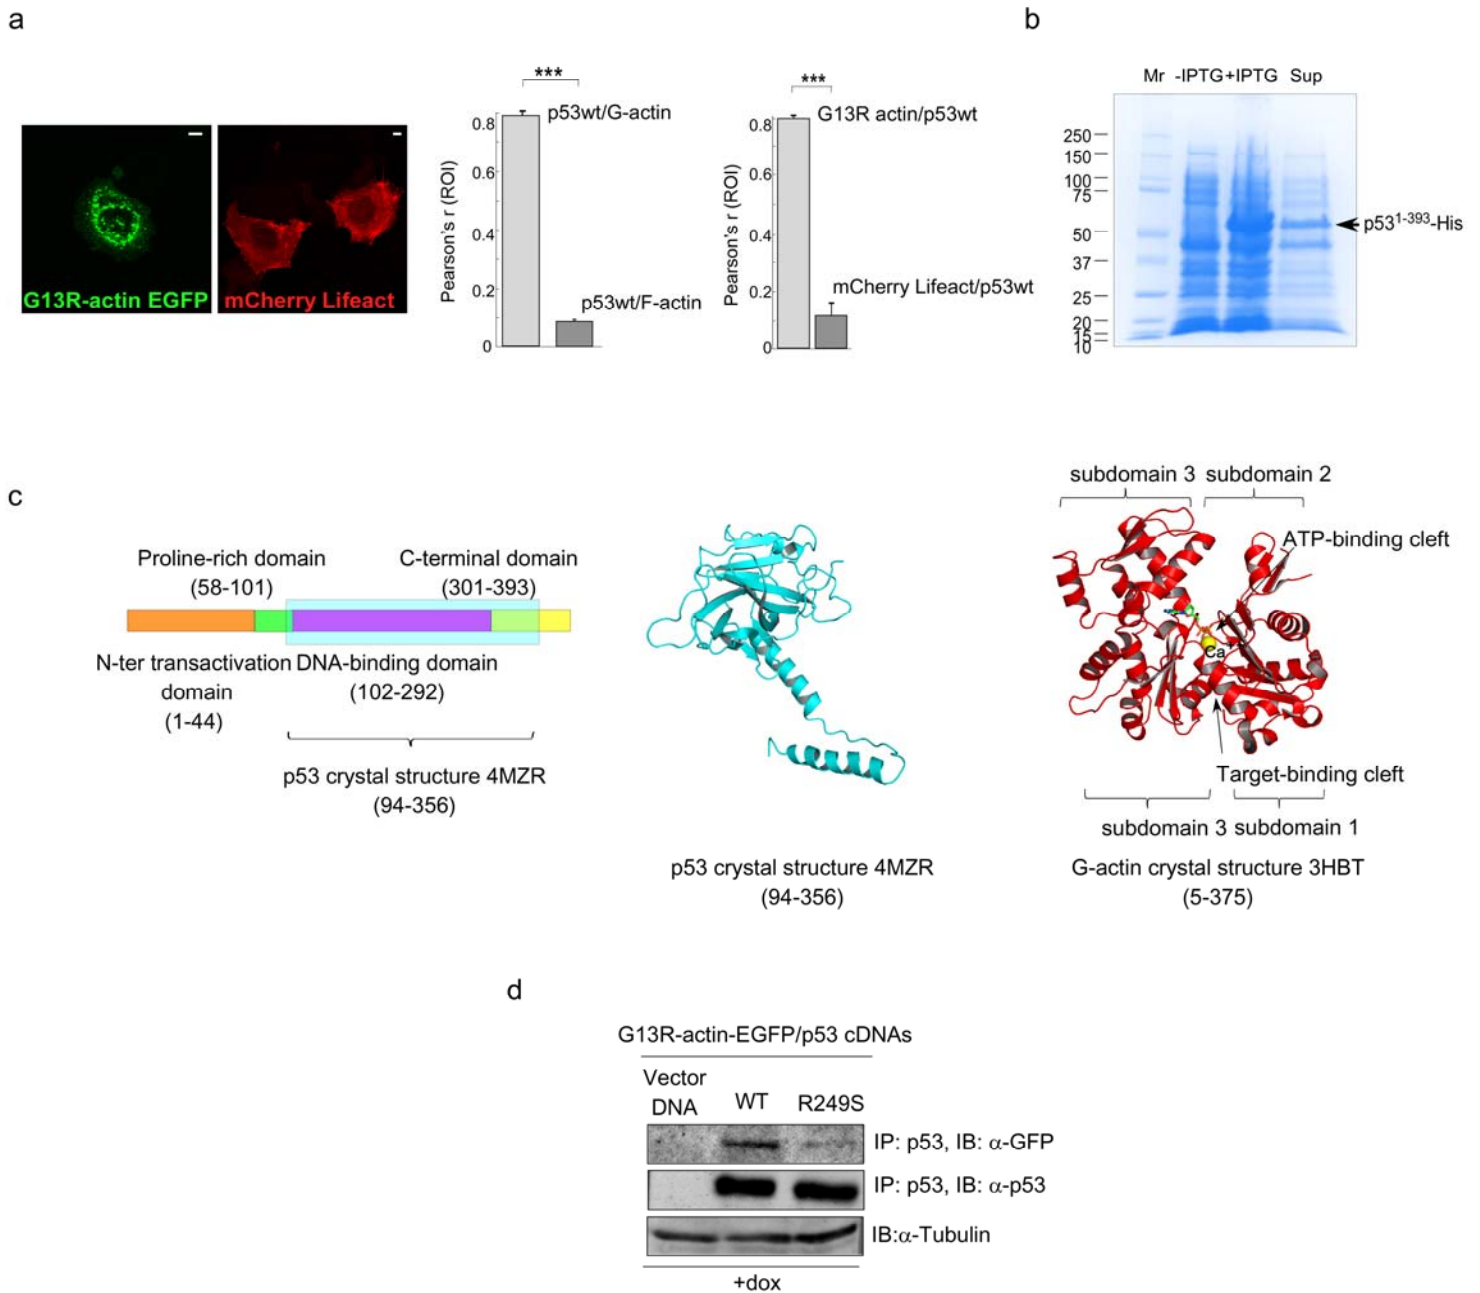 a
G13R-actin EGFP
mCherry Lifeact
Pearson's r (ROI)
0.8
0.6
0.4
0.2
0
***
p53wt/G-actin
p53wt/F-actin
Pearson's r (ROI)
0.8
0.6
0.4
0.2
0
***
G13R actin/p53wt
mCherry Lifeact/p53wt
b
Mr -IPTG+IPTG Sup
250
150
100
75
50
37
25
20
15
10
p531-393-His
c
Proline-rich domain
(58-101)
C-terminal domain
(301-393)
N-ter transactivation
domain
(1-44)
DNA-binding domain
(102-292)
p53 crystal structure 4MZR
(94-356)
p53 crystal structure 4MZR
(94-356)
subdomain 3 subdomain 2
ATP-binding cleft
Ca
Target-binding cleft
subdomain 3 subdomain 1
G-actin crystal structure 3HBT
(5-375)
d
G13R-actin-EGFP/p53 cDNAs
Vector
DNA
WT
R249S
IP: p53, IB: α-GFP
IP: p53, IB: α-p53
IB:α-Tubulin
+dox